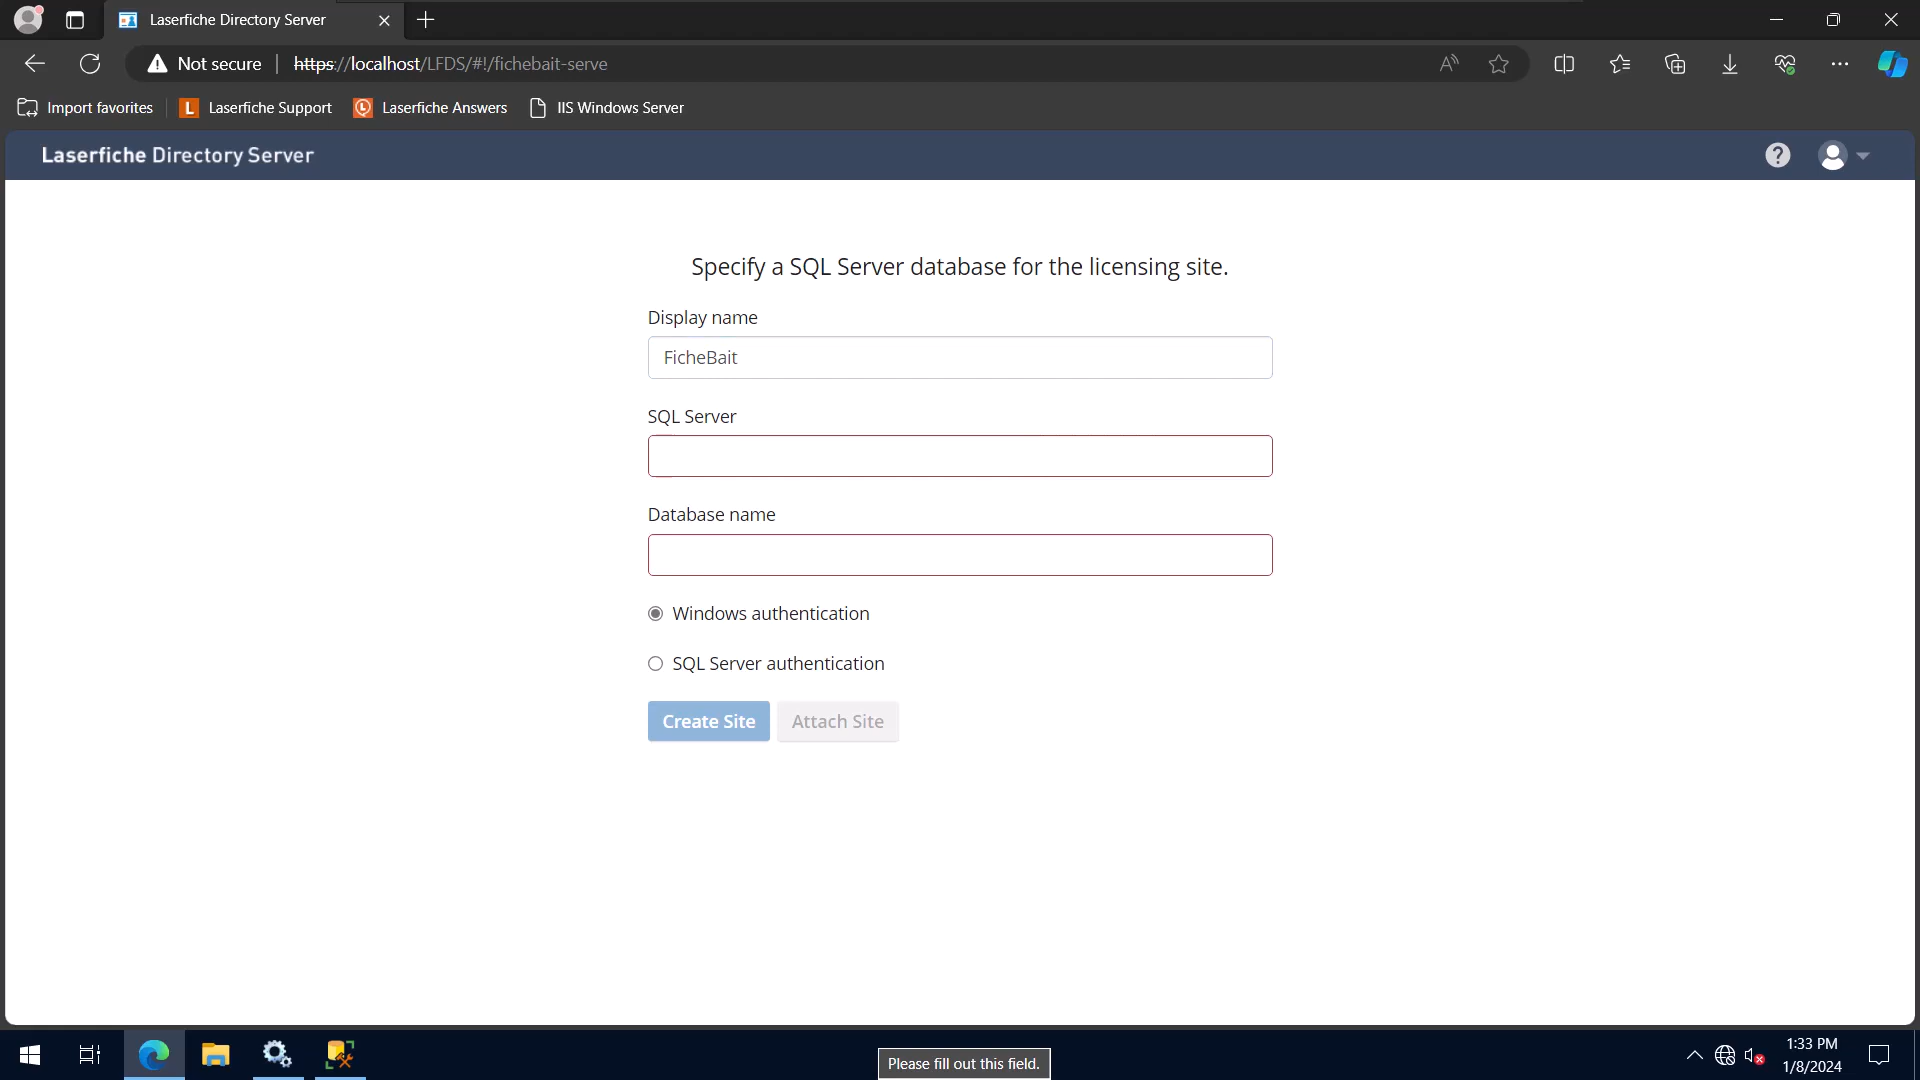 Laserfiche Directory Server
Not secure
https://localhost/LFDS/#!/fichebait-serve
Import favorites
Laserfiche Support
Laserfiche Answers
IIS Windows Server
Laserfiche Directory Server
Specify a SQL Server database for the licensing site.
Display name
FicheBait
SQL Server
Database name
Windows authentication
SQL Server authentication
Create Site
Attach Site
Please fill out this field.
1:33 PM
1/8/2024